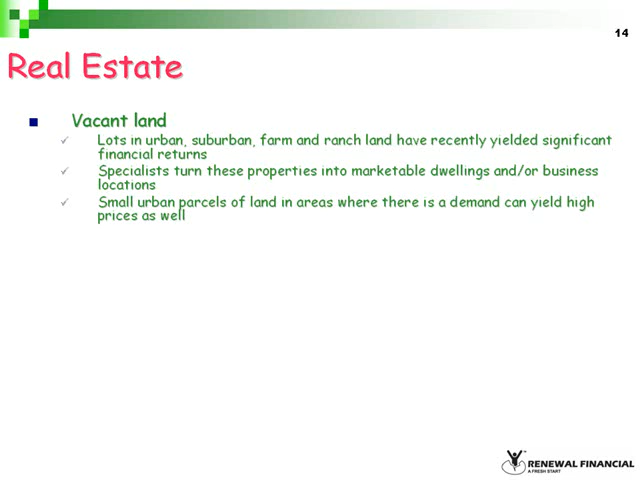 14
Real Estate
Vacant land
Lots in urban, suburban, farm and ranch land have recently yielded significant
financial returns
Specialists turn these properties into marketable dwellings and/or business
locations
Small urban parcels of land in areas where there is a demand can yield high
prices as well
RENEWAL FINANCIAL
A FRESH START